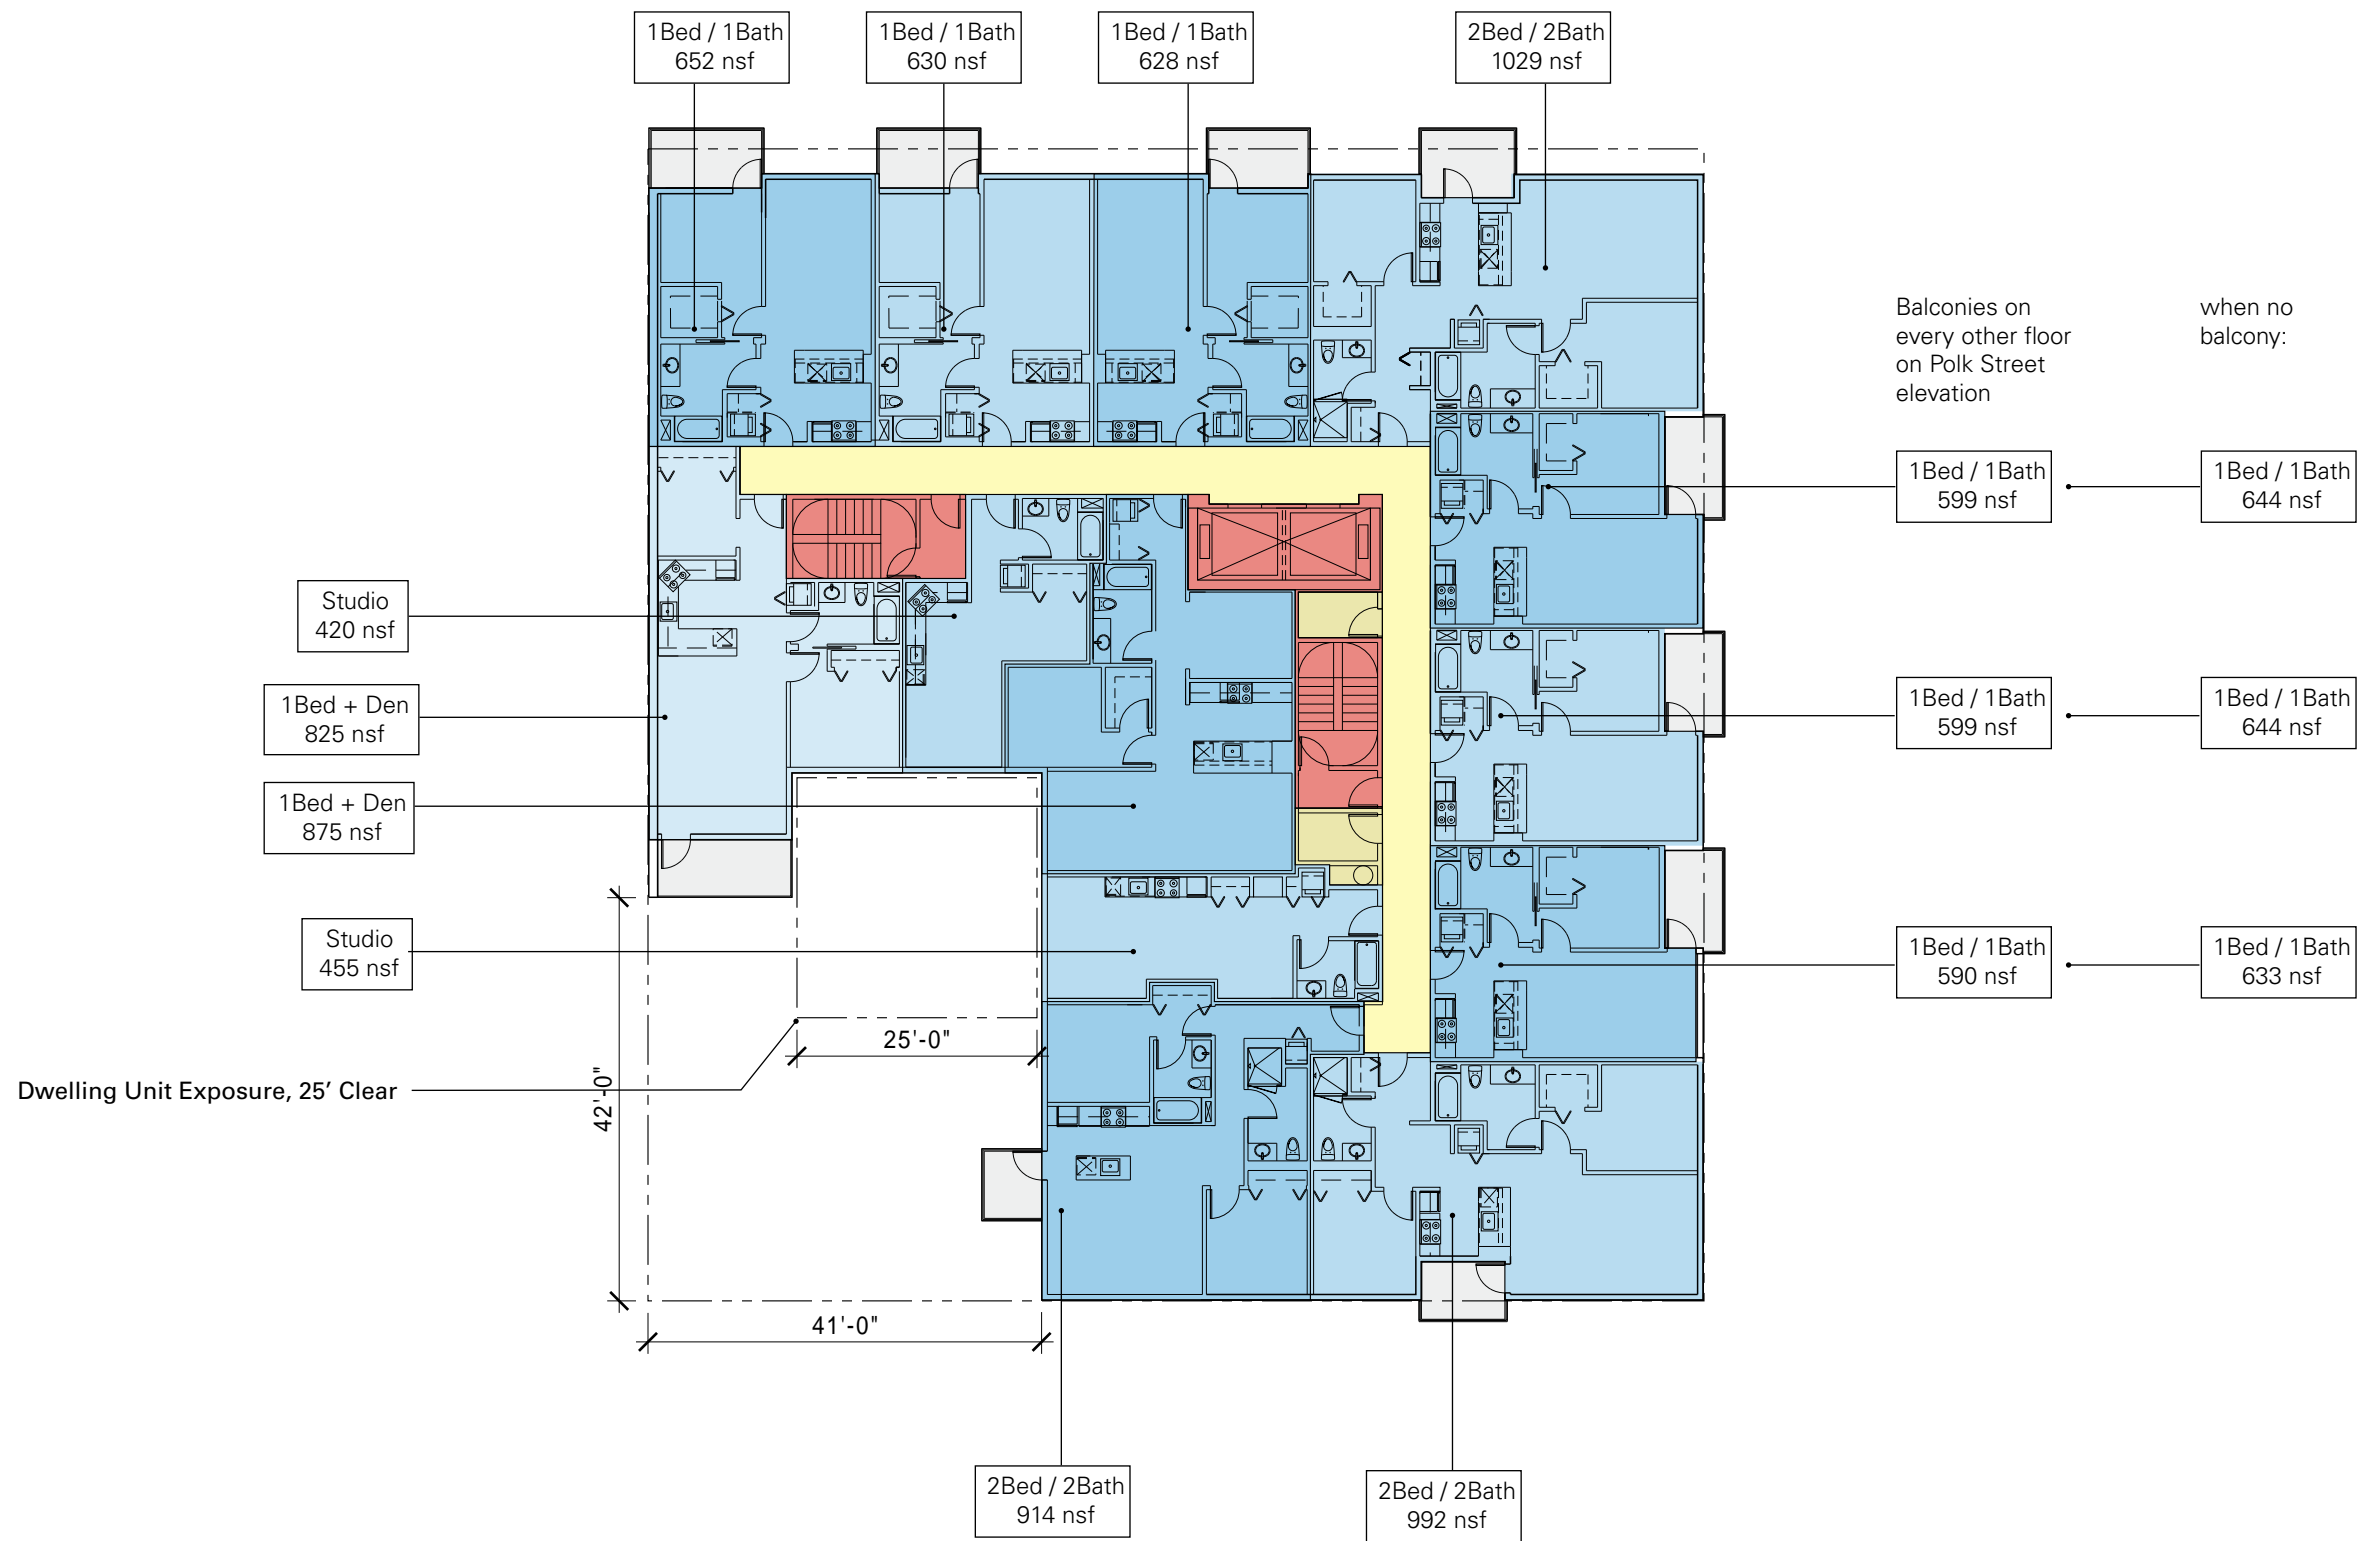 1Bed / 1Bath
652 nsf
1Bed / 1Bath
630 nsf
1Bed / 1Bath
628 nsf
2Bed / 2Bath
1029 nsf
Balconies on
every other floor
on Polk Street
elevation
when no
balcony:
1Bed / 1Bath
599 nsf
1Bed / 1Bath
644 nsf
Studio
420 nsf
1Bed + Den
825 nsf
1Bed / 1Bath
599 nsf
1Bed / 1Bath
644 nsf
1Bed + Den
875 nsf
Studio
455 nsf
1Bed / 1Bath
590 nsf
1Bed / 1Bath
633 nsf
25'-0"
42'-0"
Dwelling Unit Exposure, 25’ Clear
41'-0"
2Bed / 2Bath
914 nsf
2Bed / 2Bath
992 nsf